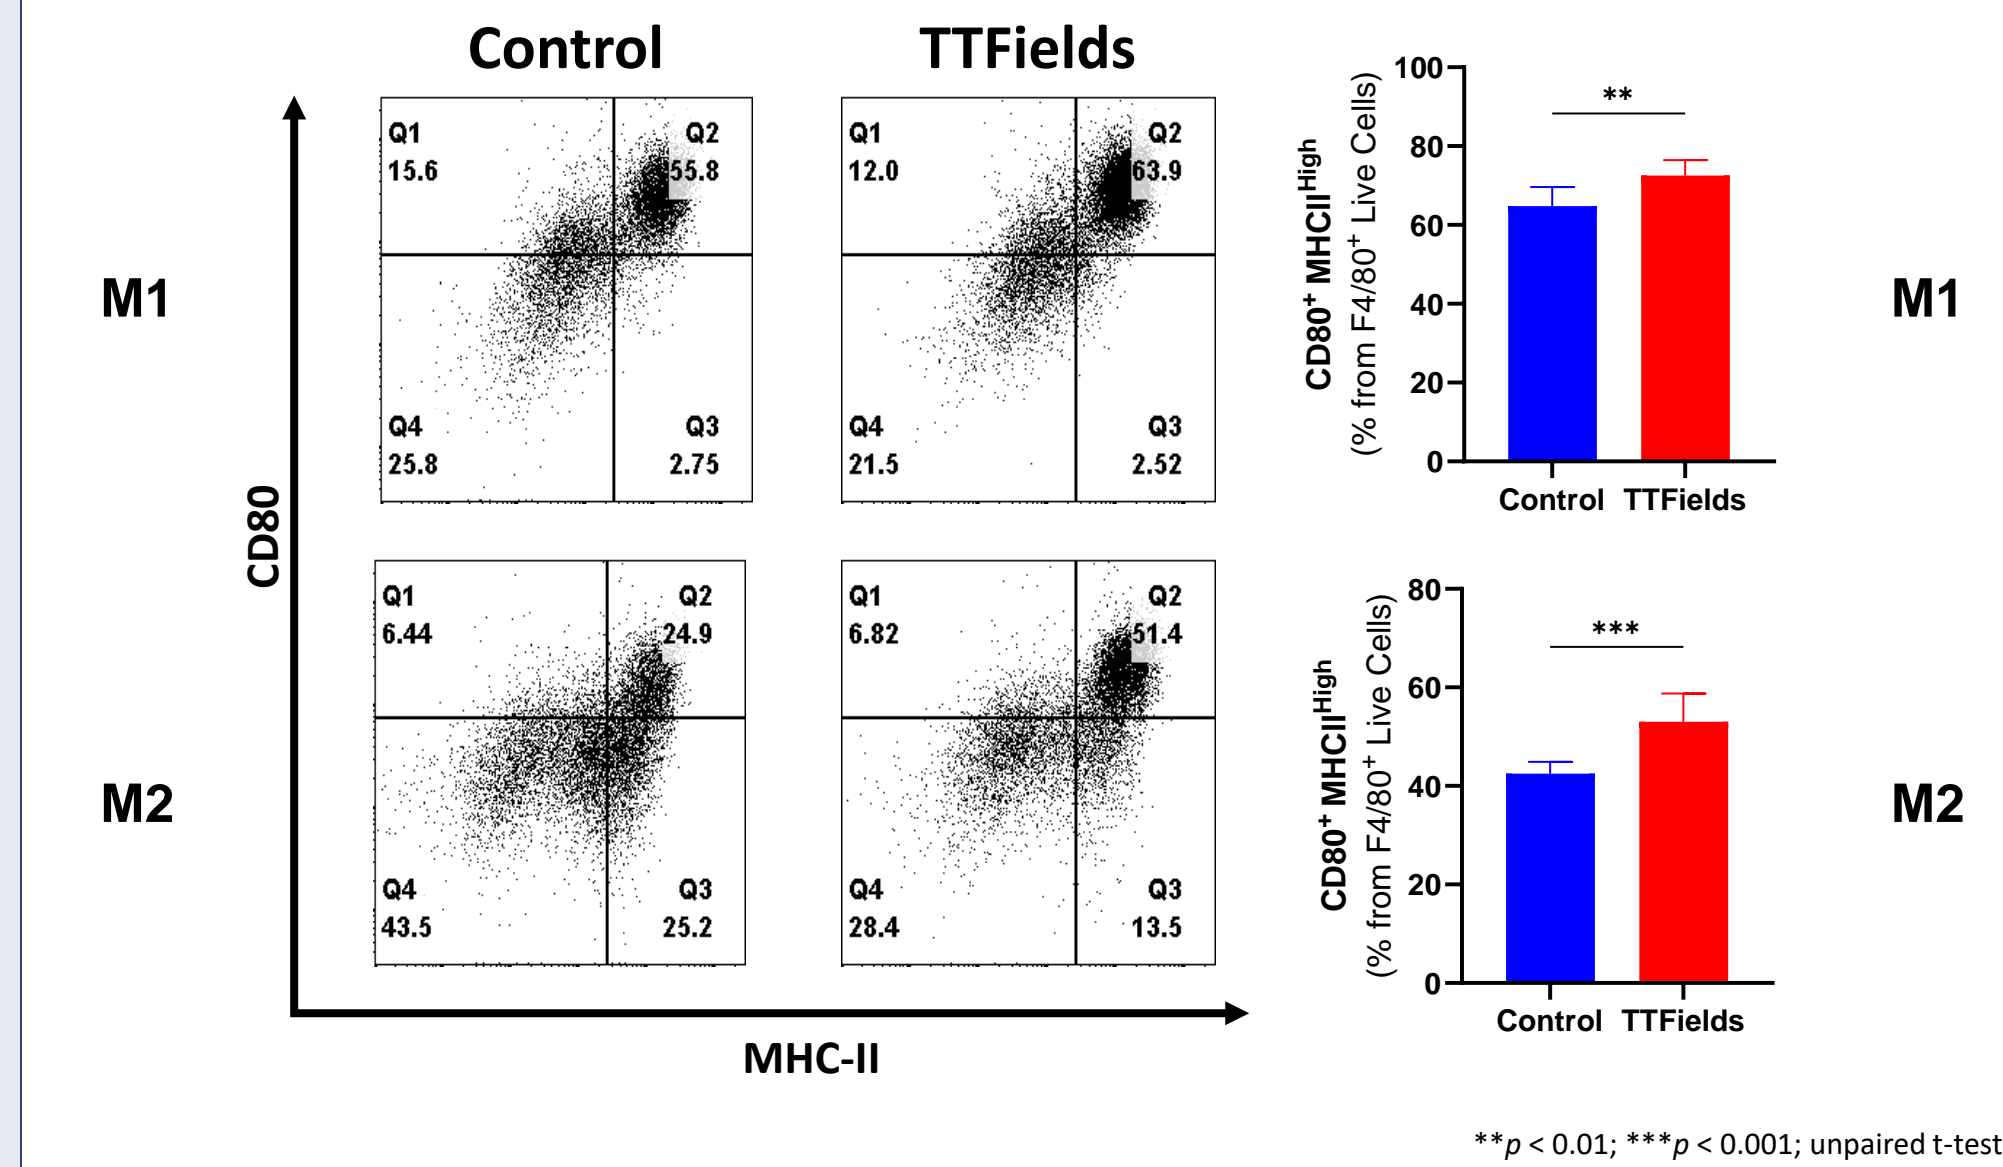 Control
TTFields
Q1
15.6
Q2
55.8
Q4
25.8
Q3
2.75
Q1
12.0
Q2
63.9
Q4
21.5
Q3
2.52
M1
CD80
Q1
6.44
Q2
24.9
Q4
43.5
Q3
25.2
Q1
6.82
Q2
51.4
Q4
28.4
Q3
13.5
M2
MHC-II
CD80⁺ MHCIIᴴⁱᵍʰ
(% from F4/80⁺ Live Cells)
100
80
60
40
20
0
**
Control TTFields
M1
CD80⁺ MHCIIᴴⁱᵍʰ
(% from F4/80⁺ Live Cells)
80
60
40
20
0
***
Control TTFields
M2
**p < 0.01; ***p < 0.001; unpaired t-test